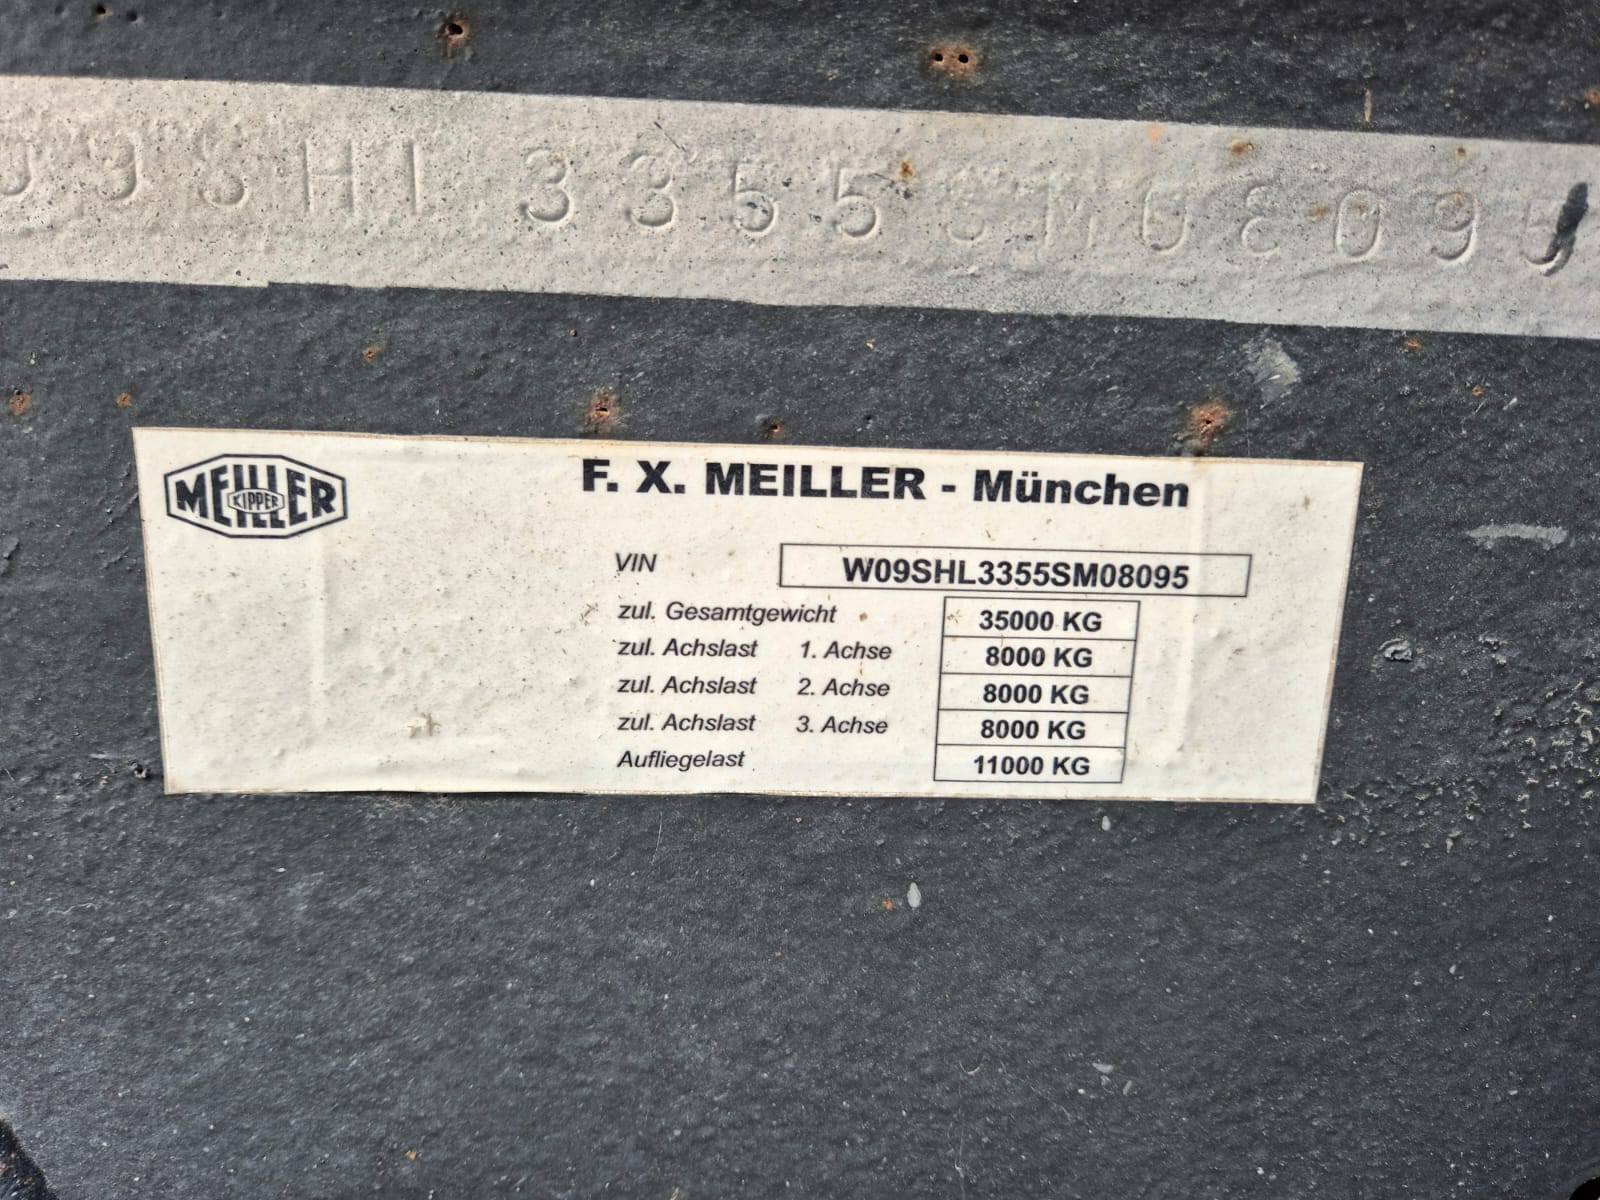 09SHL3355SM08095
MEILLER
KIPPER
F. X. MEILLER - München
VIN W09SHL3355SM08095
zul. Gesamtgewicht 35000 KG
zul. Achslast 1. Achse 8000 KG
zul. Achslast 2. Achse 8000 KG
zul. Achslast 3. Achse 8000 KG
Aufliegelast 11000 KG